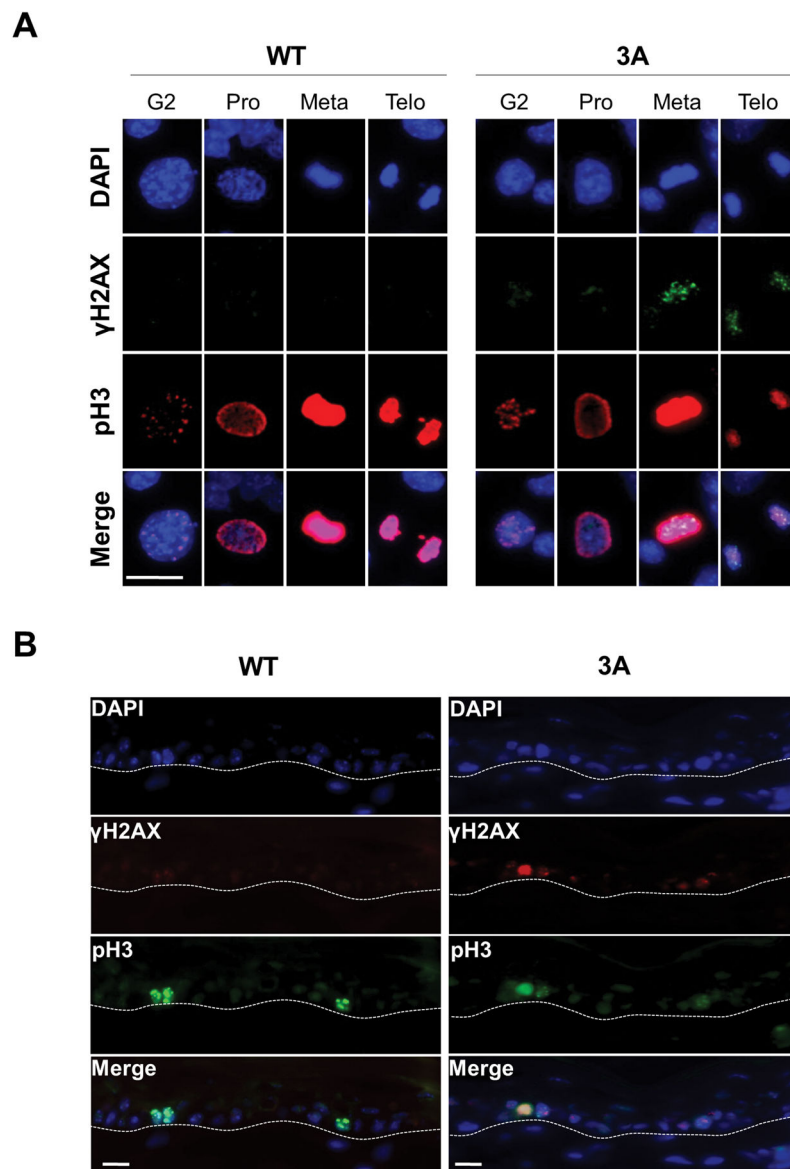 A
WT 3A
G2 Pro Meta Telo G2 Pro Meta Telo
DAPI
γH2AX
pH3
Merge
B
WT 3A
DAPI DAPI
γH2AX γH2AX
pH3 pH3
Merge Merge